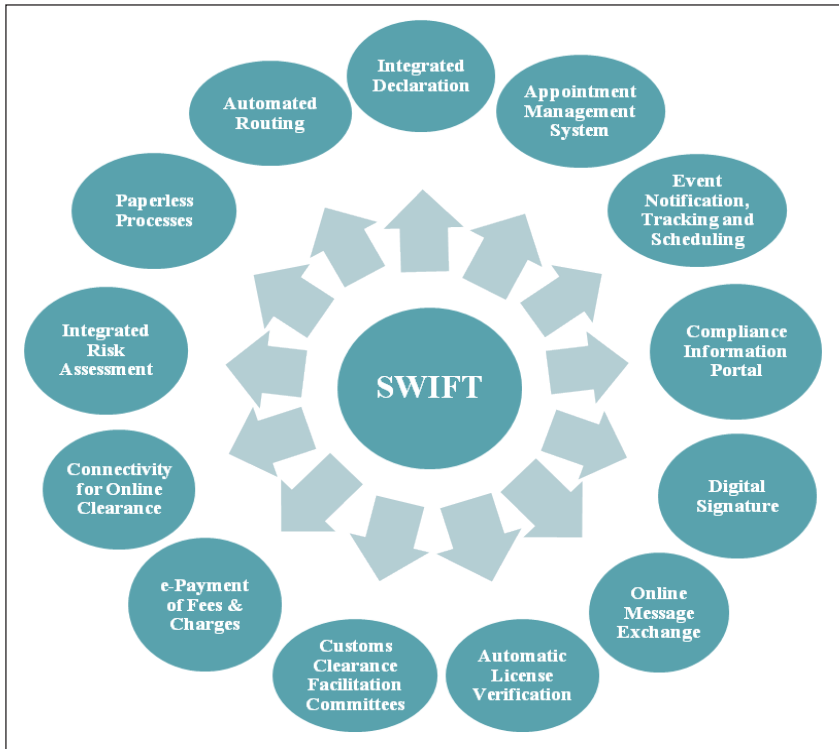 Integrated
Declaration
Appointment
Management
System
Event
Notification,
Tracking and
Scheduling
Compliance
Information
Portal
Digital
Signature
Online
Message
Exchange
Automatic
License
Verification
Customs
Clearance
Facilitation
Committees
e-Payment
of Fees &
Charges
Connectivity
for Online
Clearance
Integrated
Risk
Assessment
Paperless
Processes
Automated
Routing
SWIFT